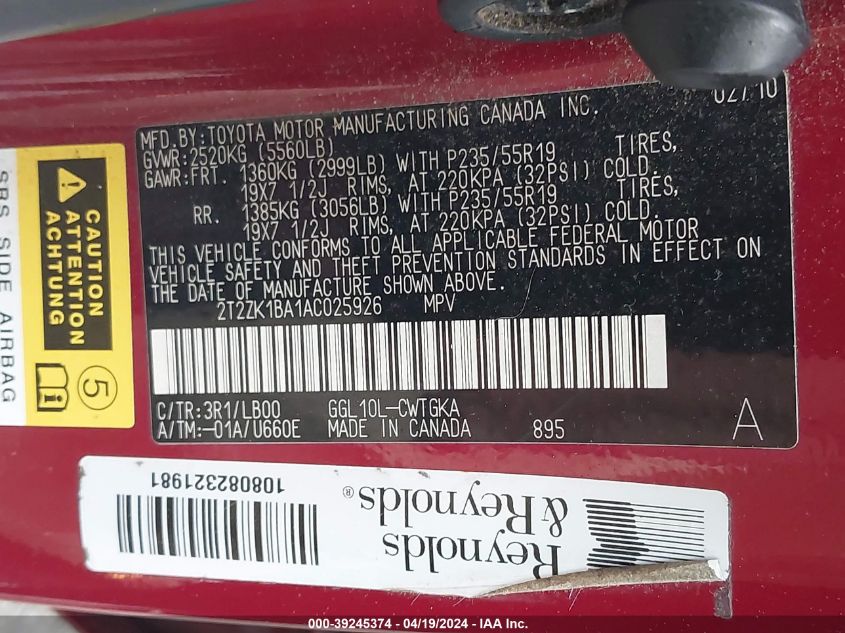 02/10
MFD.BY:TOYOTA MOTOR MANUFACTURING CANADA INC.
GVWR:2520KG (5560LB)
GAWR:FRT. 1360KG (2999LB) WITH P235/55R19 TIRES,
19X7 1/2J RIMS, AT 220KPA (32PSI) COLD.
RR. 1385KG (3056LB) WITH P235/55R19 TIRES,
19X7 1/2J RIMS, AT 220KPA (32PSI) COLD.
THIS VEHICLE CONFORMS TO ALL APPLICABLE FEDERAL MOTOR
VEHICLE SAFETY AND THEFT PREVENTION STANDARDS IN EFFECT ON
THE DATE OF MANUFACTURE SHOWN ABOVE.
2T2ZK1BA1AC025926 MPV
C/TR:3R1/LB00 GGL10L-CWTGKA
A/TM:-01A/U660E MADE IN CANADA 895 A
CAUTION
ATTENTION
ACHTUNG
5
SRS SIDE AIRBAG
Reynolds
& Reynolds®
108082321981
000-39245374 - 04/19/2024 - IAA Inc.